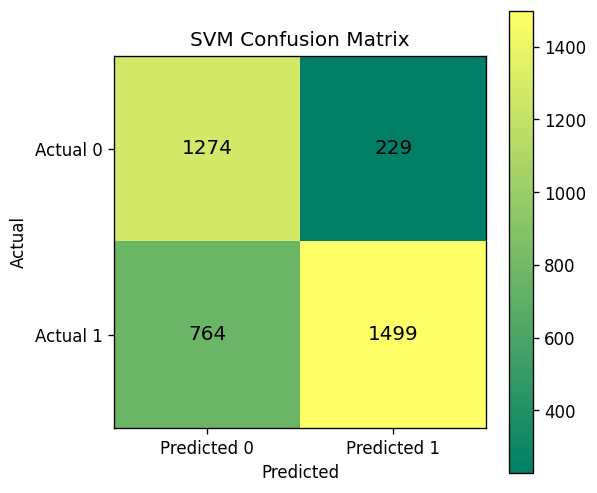 SVM Confusion Matrix
Actual
Actual 0
1274
229
Actual 1
764
1499
Predicted 0
Predicted 1
Predicted
1400
1200
1000
800
600
400